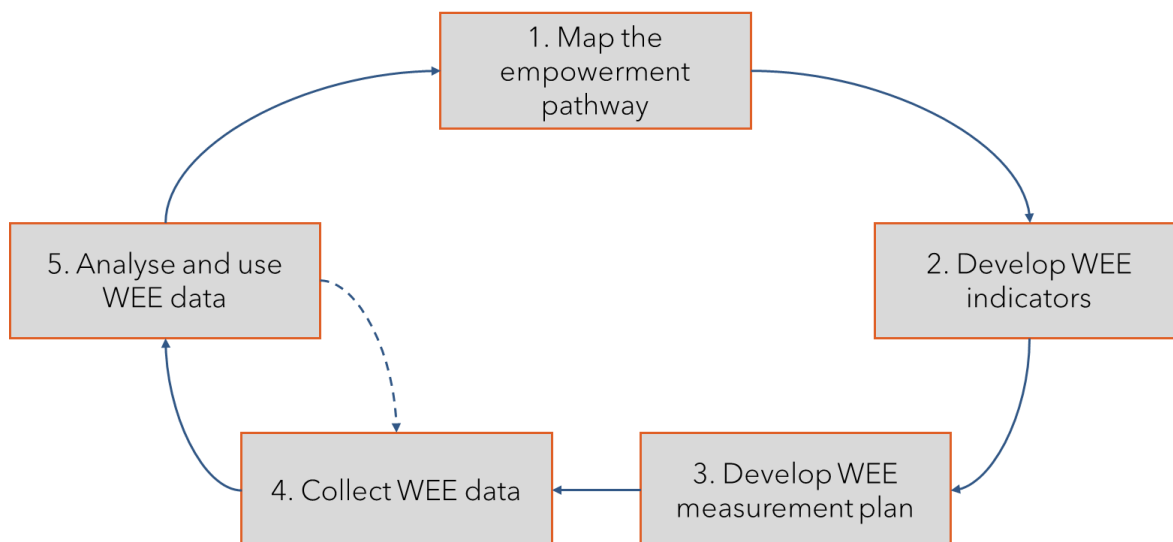 1. Map the
empowerment
pathway
5. Analyse and use
WEE data
2. Develop WEE
indicators
4. Collect WEE data
3. Develop WEE
measurement plan